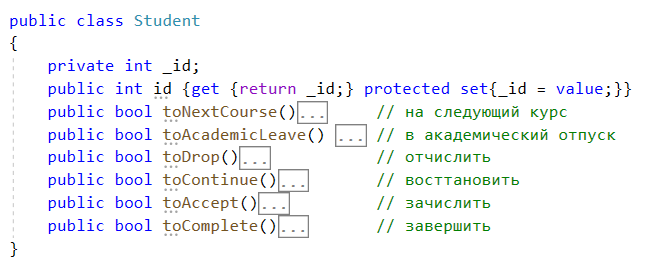 public class Student
{
private int _id;
public int id {get {return _id;} protected set{_id = value;}}
public bool toNextCourse()... // на следующий курс
public bool toAcademicLeave() ... // в академический отпуск
public bool toDrop()... // отчислить
public bool toContinue()... // восттановить
public bool toAccept()... // зачислить
public bool toComplete()... // завершить
}